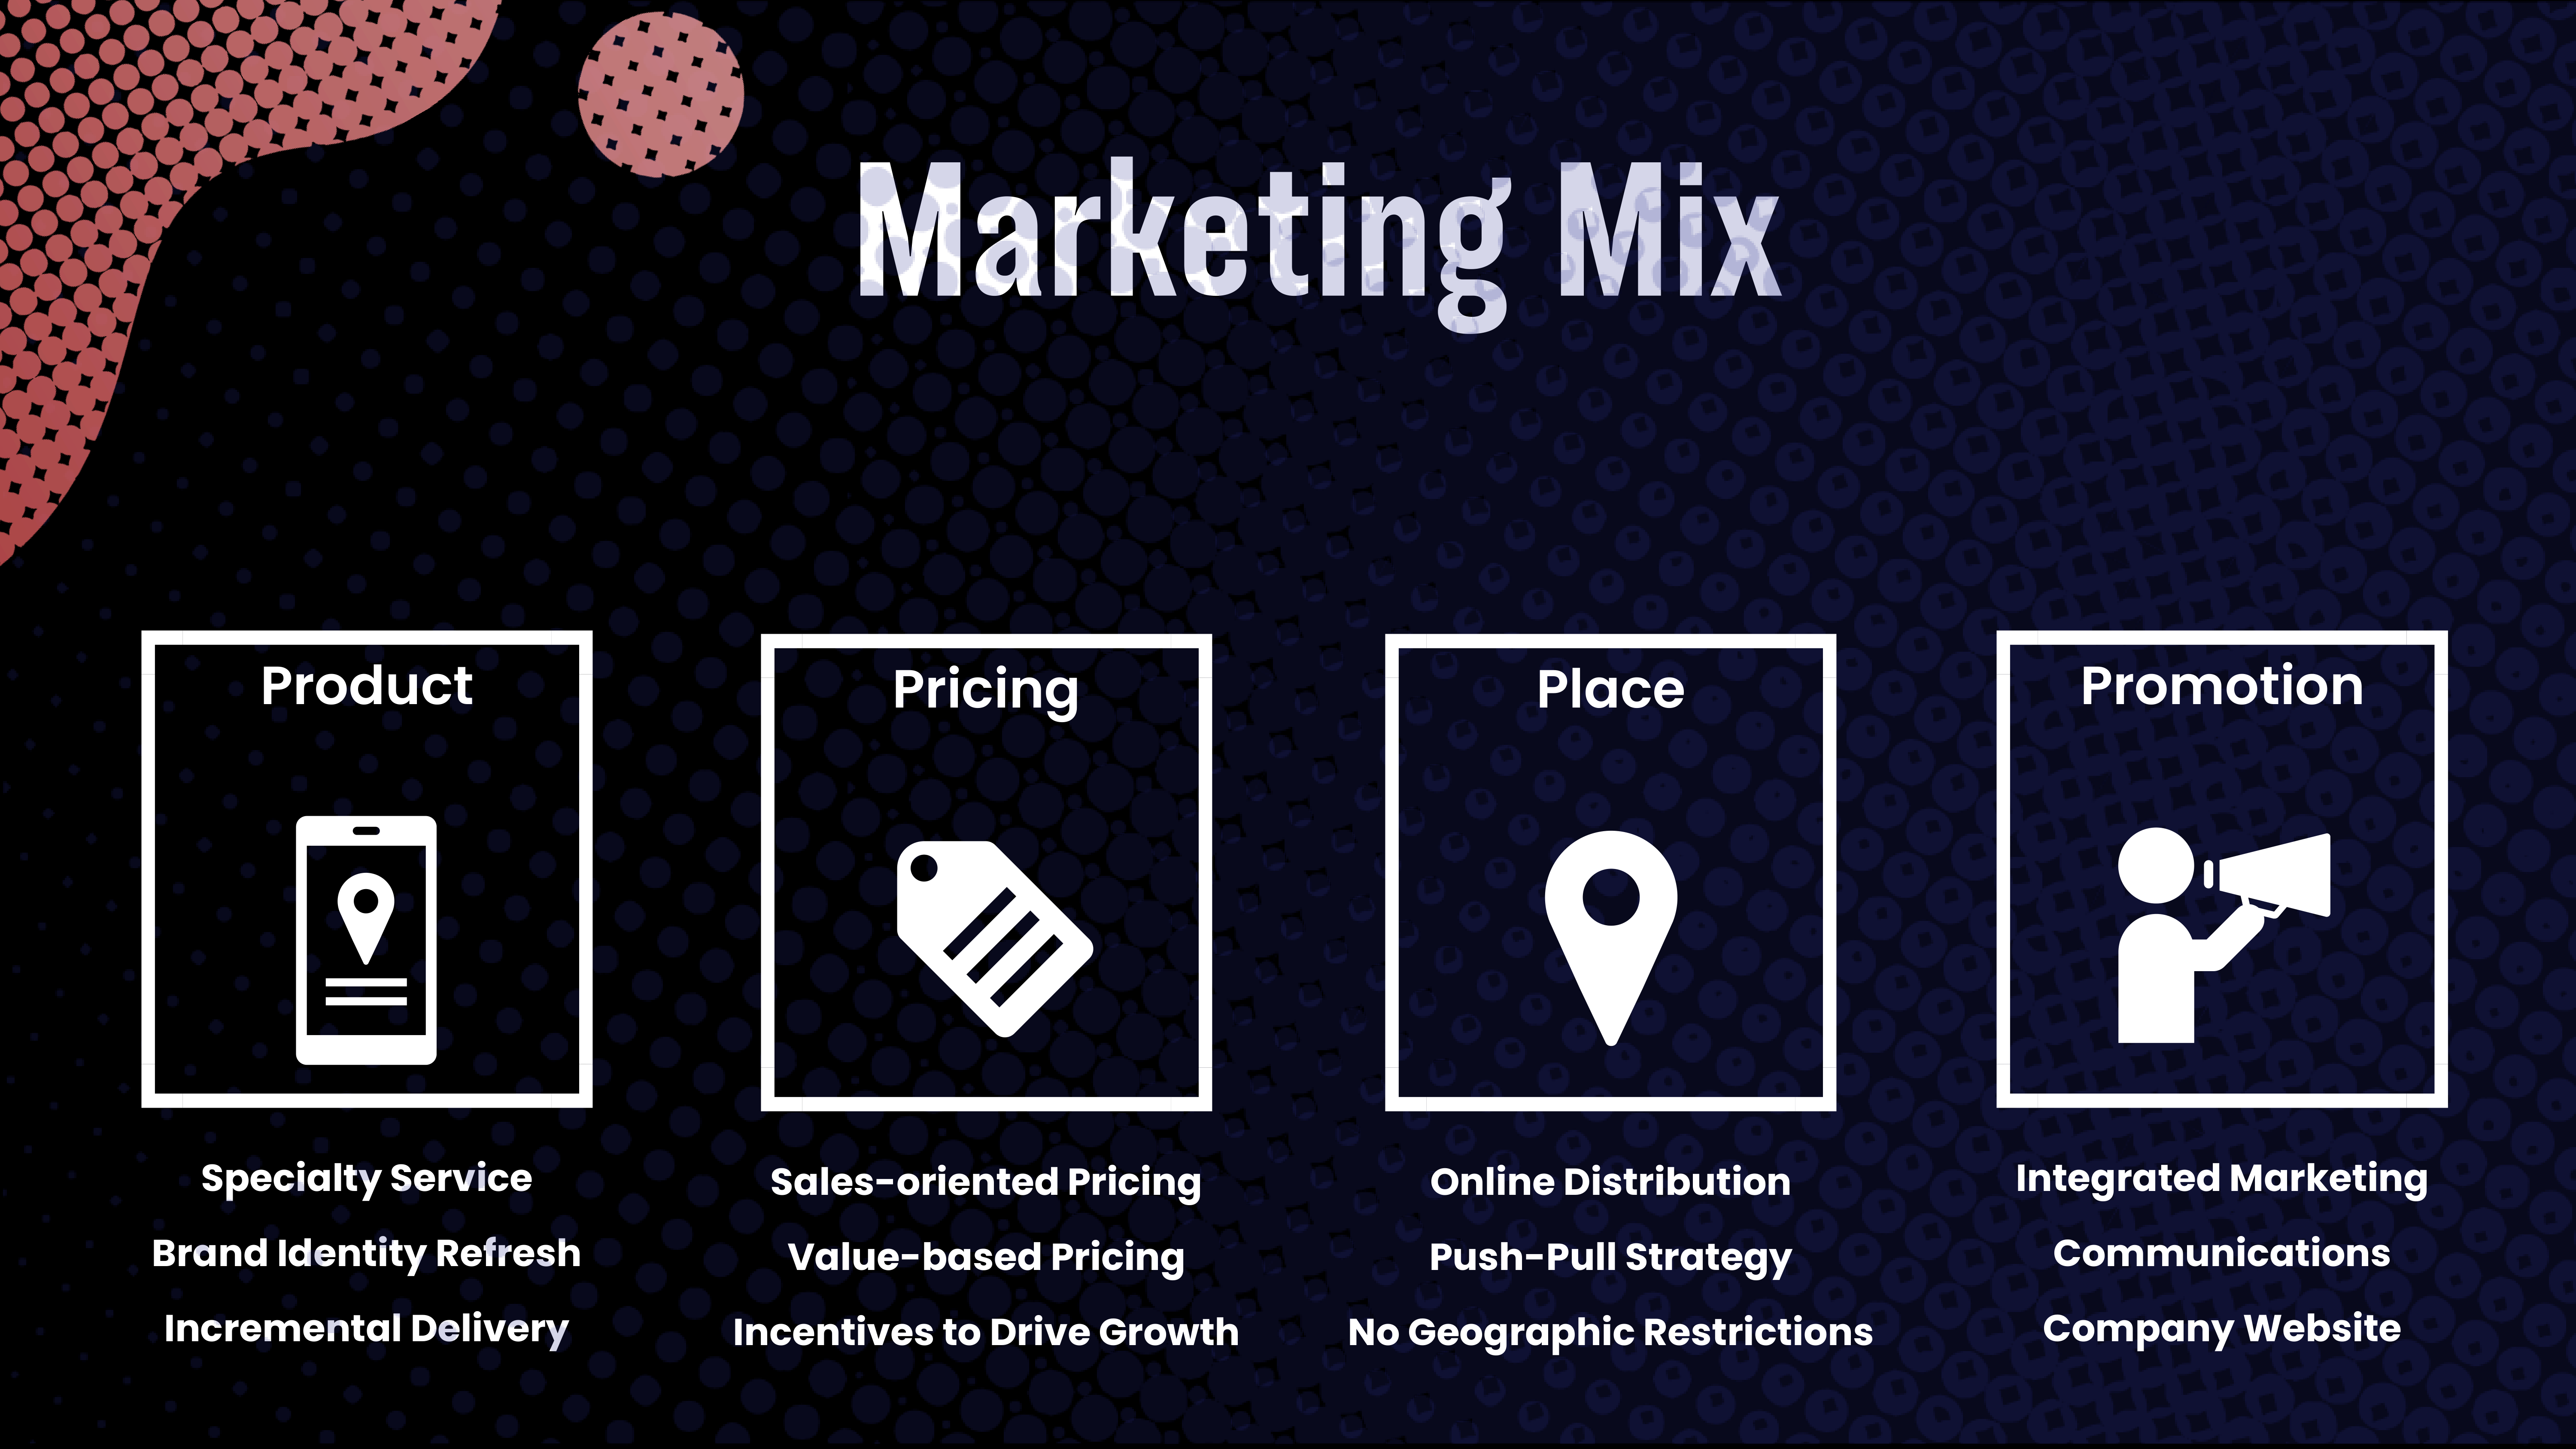 Marketing Mix
Product
Specialty Service
Brand Identity Refresh
Incremental Delivery
Pricing
Sales-oriented Pricing
Value-based Pricing
Incentives to Drive Growth
Place
Online Distribution
Push-Pull Strategy
No Geographic Restrictions
Promotion
Integrated Marketing
Communications
Company Website